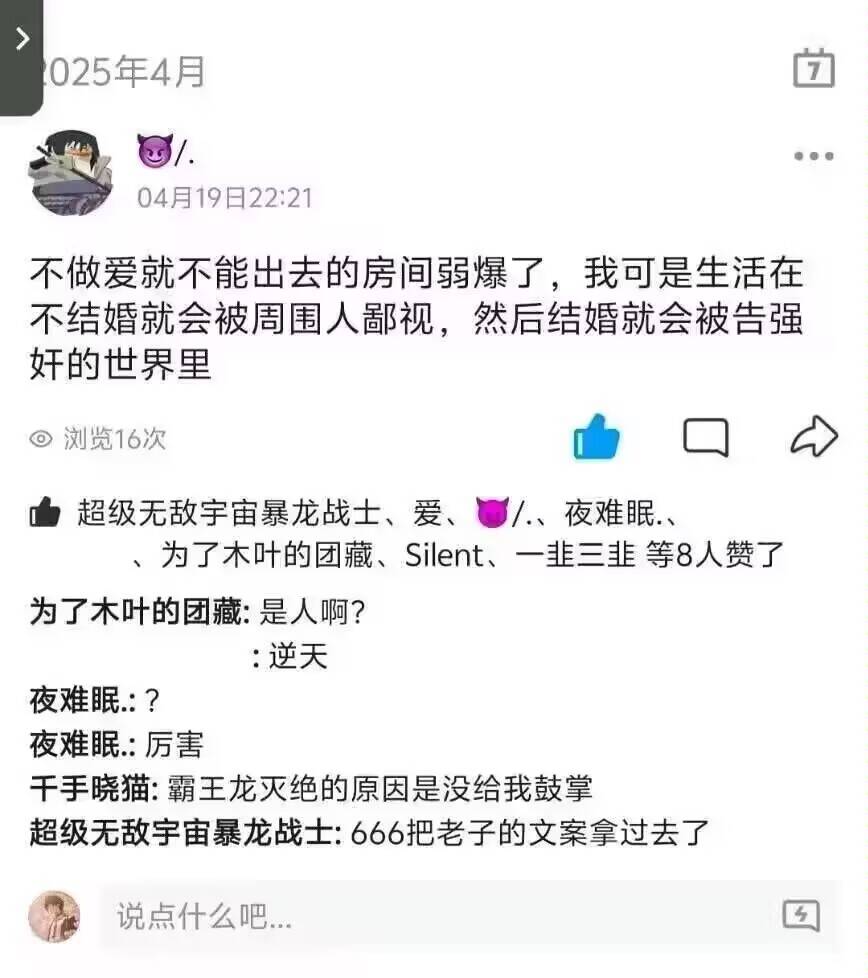 2025年4月
7
😈/.
04月19日22:21
不做爱就不能出去的房间弱爆了，我可是生活在
不结婚就会被周围人鄙视，然后结婚就会被告强
奸的世界里
浏览16次
超级无敌宇宙暴龙战士、爱、😈/.、夜难眠.、
、为了木叶的团藏、Silent、一韭三韭 等8人赞了
为了木叶的团藏: 是人啊?
: 逆天
夜难眠.: ?
夜难眠.: 厉害
千手晓猫: 霸王龙灭绝的原因是没给我鼓掌
超级无敌宇宙暴龙战士: 666把老子的文案拿过去了
说点什么吧...